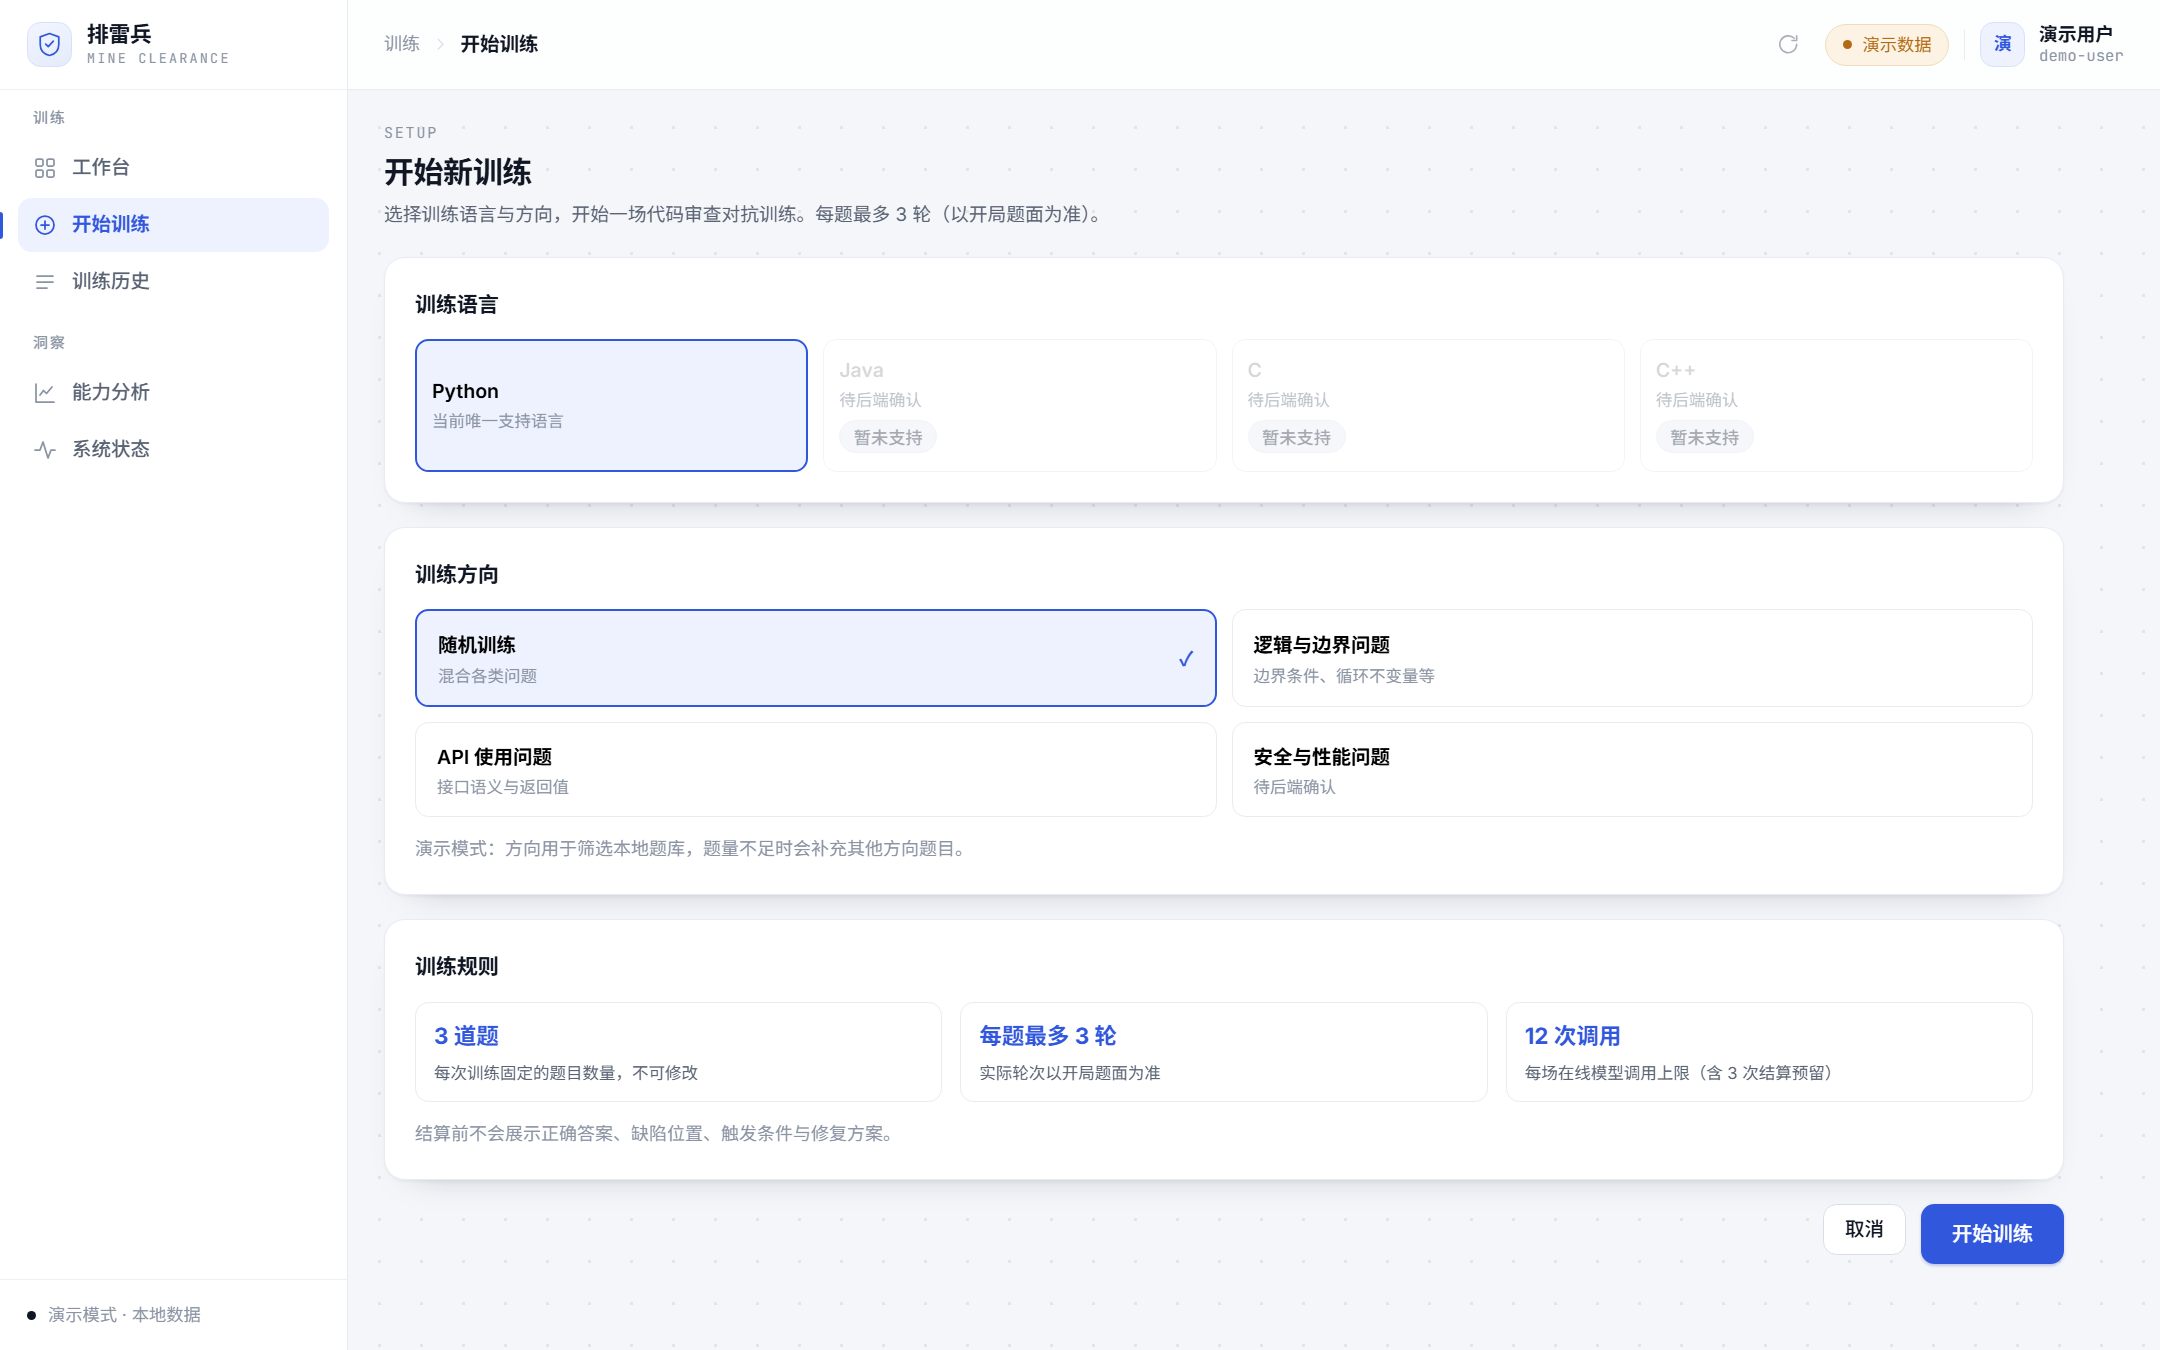 排雷兵
MINE CLEARANCE
训练
工作台
开始训练
训练历史
洞察
能力分析
系统状态
演示模式 · 本地数据
训练 > 开始训练
演示数据
演
演示用户
demo-user
SETUP
开始新训练
选择训练语言与方向，开始一场代码审查对抗训练。每题最多 3 轮（以开局题面为准）。
训练语言
Python
当前唯一支持语言
Java
待后端确认
暂未支持
C
待后端确认
暂未支持
C++
待后端确认
暂未支持
训练方向
随机训练
混合各类问题
✓
逻辑与边界问题
边界条件、循环不变量等
API 使用问题
接口语义与返回值
安全与性能问题
待后端确认
演示模式：方向用于筛选本地题库，题量不足时会补充其他方向题目。
训练规则
3 道题
每次训练固定的题目数量，不可修改
每题最多 3 轮
实际轮次以开局题面为准
12 次调用
每场在线模型调用上限（含 3 次结算预留）
结算前不会展示正确答案、缺陷位置、触发条件与修复方案。
取消
开始训练